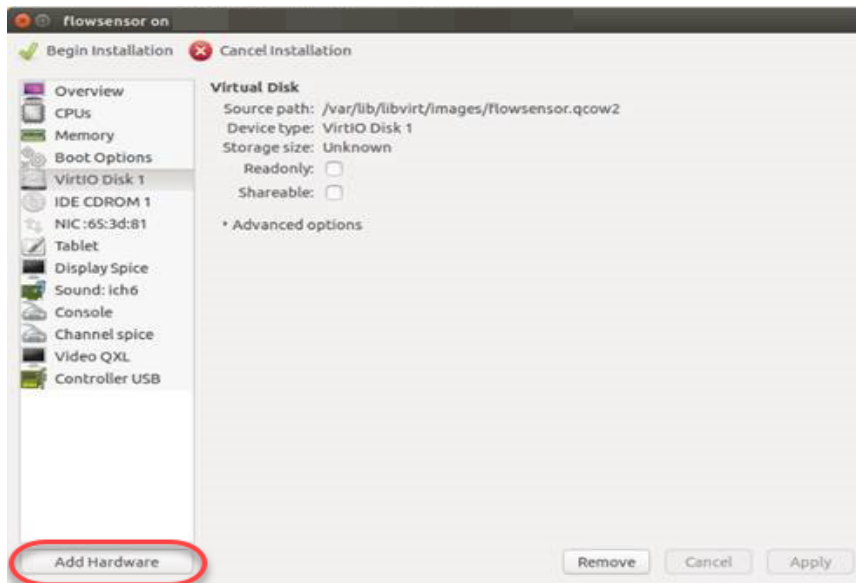 flowsensor on
Begin Installation Cancel Installation
Overview
CPUs
Memory
Boot Options
VirtIO Disk 1
IDE CDROM 1
NIC :65:3d:81
Tablet
Display Spice
Sound: ich6
Console
Channel spice
Video QXL
Controller USB
Add Hardware
Virtual Disk
Source path: /var/lib/libvirt/images/flowsensor.qcow2
Device type: VirtIO Disk 1
Storage size: Unknown
Readonly:
Shareable:
Advanced options
Remove Cancel Apply